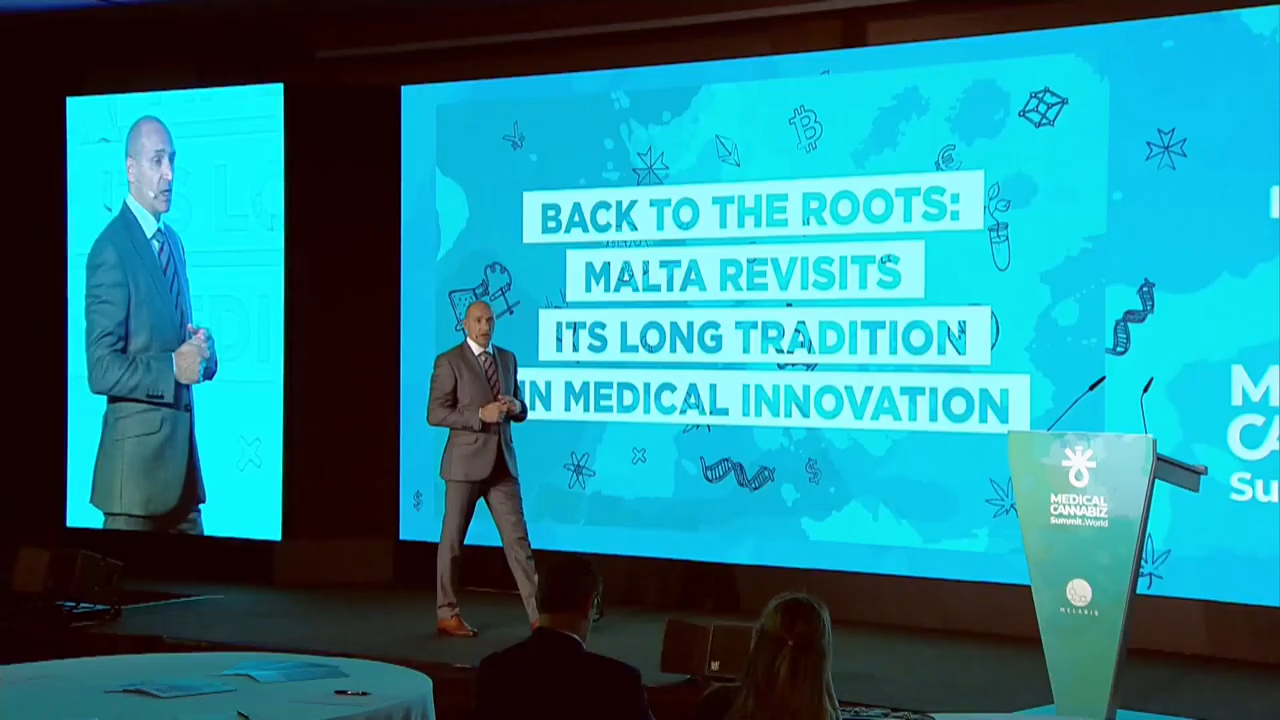 BACK TO THE ROOTS:
MALTA REVISITS
ITS LONG TRADITION
IN MEDICAL INNOVATION
MEDICAL
CANNABIZ
Summit.World